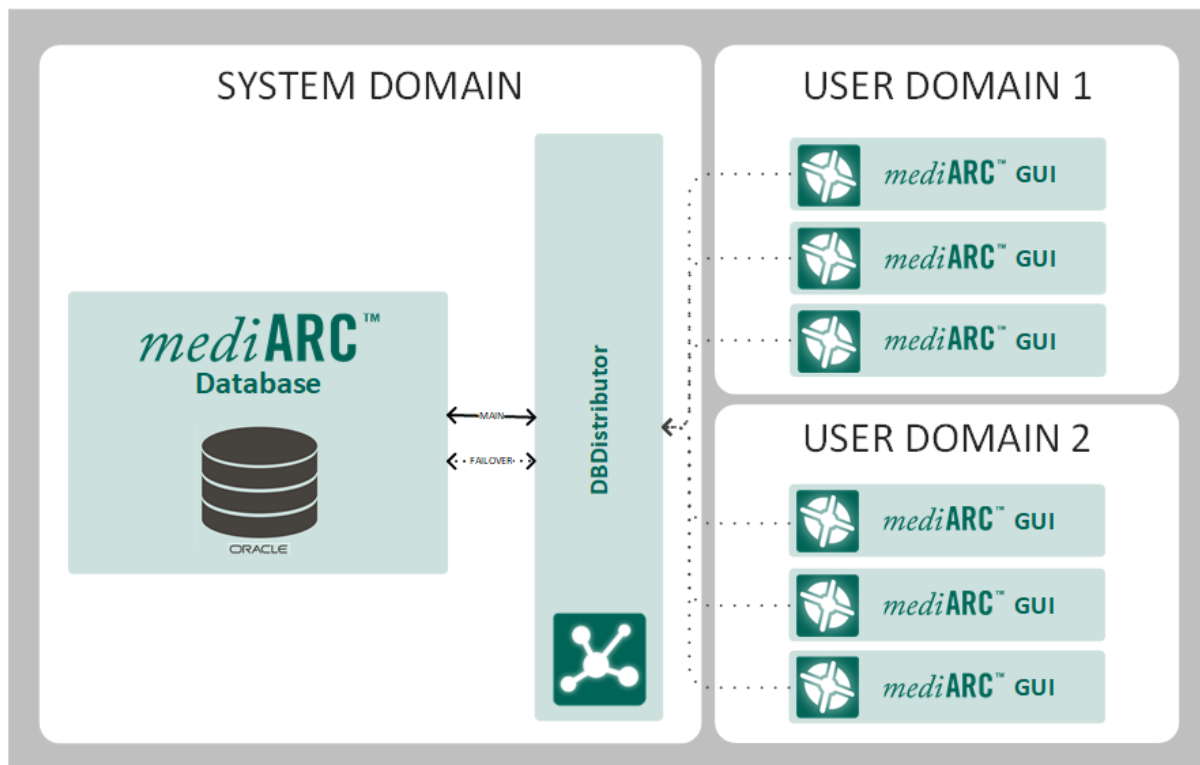 SYSTEM DOMAIN
mediARC™
Database
ORACLE
MAIN
FAILOVER
DBDistributor
USER DOMAIN 1
mediARC™ GUI
mediARC™ GUI
mediARC™ GUI
USER DOMAIN 2
mediARC™ GUI
mediARC™ GUI
mediARC™ GUI